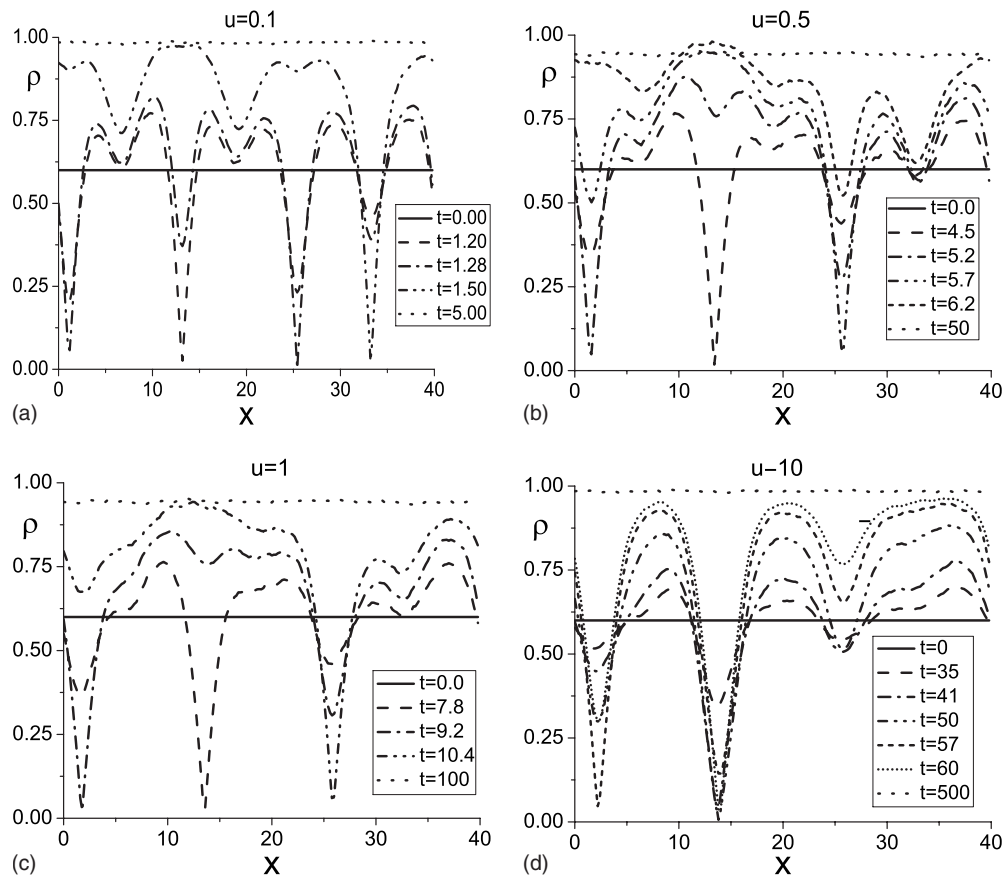 u=0.1
1.00
ρ
0.75
0.50
0.25
0.00
t=0.00
t=1.20
t=1.28
t=1.50
t=5.00
0 10 20 30 40
(a) X
u=0.5
1.00
ρ
0.75
0.50
0.25
0.00
t=0.0
t=4.5
t=5.2
t=5.7
t=6.2
t=50
0 10 20 30 40
(b) X
u=1
1.00
ρ
0.75
0.50
0.25
0.00
t=0.0
t=7.8
t=9.2
t=10.4
t=100
0 10 20 30 40
(c) X
u−10
1.00
ρ
0.75
0.50
0.25
0.00
t=0
t=35
t=41
t=50
t=57
t=60
t=500
0 10 20 30 40
(d) X